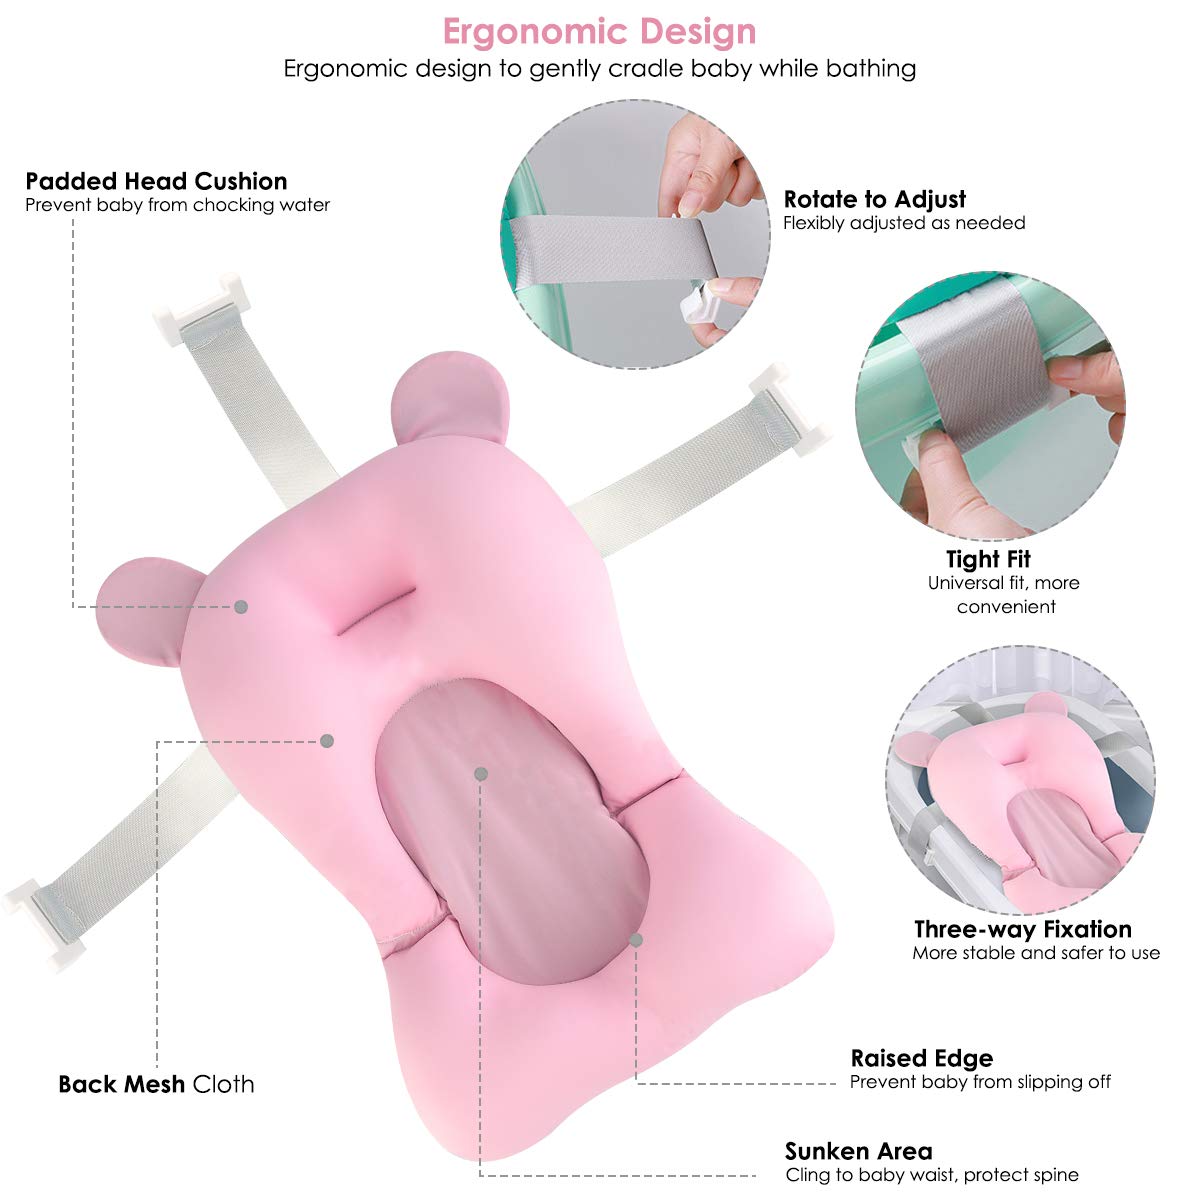 Ergonomic Design
Ergonomic design to gently cradle baby while bathing
Padded Head Cushion
Prevent baby from chocking water
Rotate to Adjust
Flexibly adjusted as needed
Tight Fit
Universal fit, more
convenient
Three-way Fixation
More stable and safer to use
Back Mesh Cloth
Raised Edge
Prevent baby from slipping off
Sunken Area
Cling to baby waist, protect spine